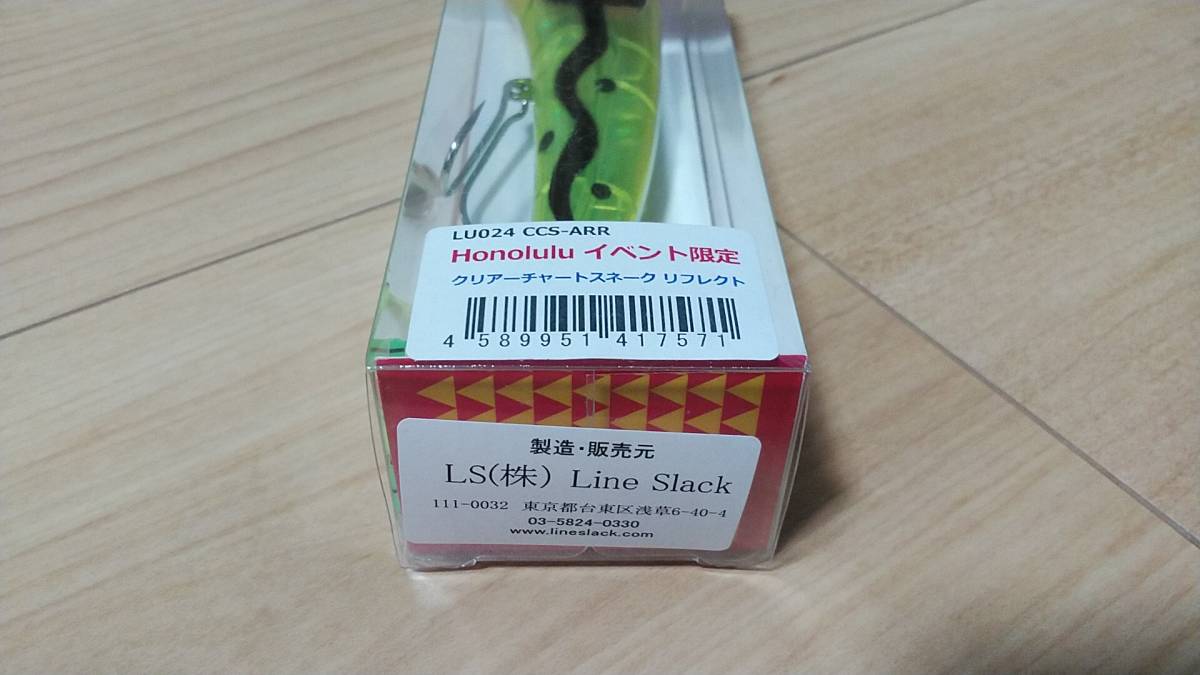 LU024 CCS-ARR
Honolulu イベント限定
クリアーチャートスネーク リフレクト
4 589951 417571
製造・販売元
LS(株) Line Slack
111-0032 東京都台東区浅草6-40-4
03-5824-0330
www.lineslack.com